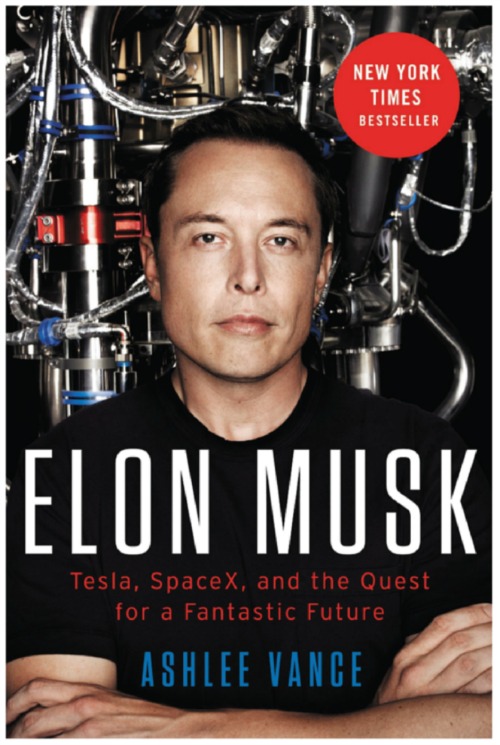 NEW YORK
TIMES
BESTSELLER
ELON MUSK
Tesla, SpaceX, and the Quest
for a Fantastic Future
ASHLEE VANCE